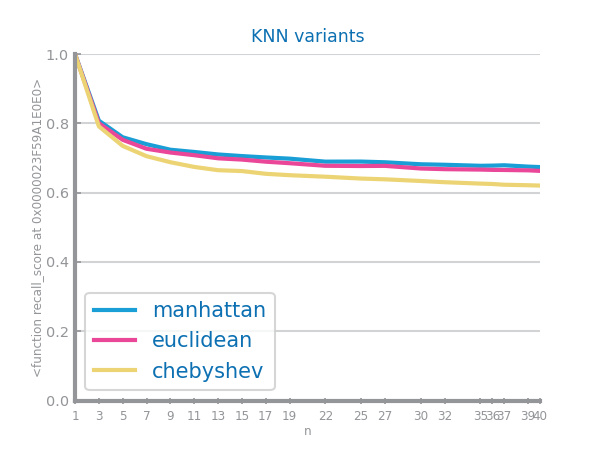 KNN variants
<function recall_score at 0x0000023F59A1E0E0>
1.0
0.8
0.6
0.4
0.2
0.0
manhattan
euclidean
chebyshev
1 3 5 7 9 11 13 15 17 19 22 25 27 30 32 35 36 37 39 40
n